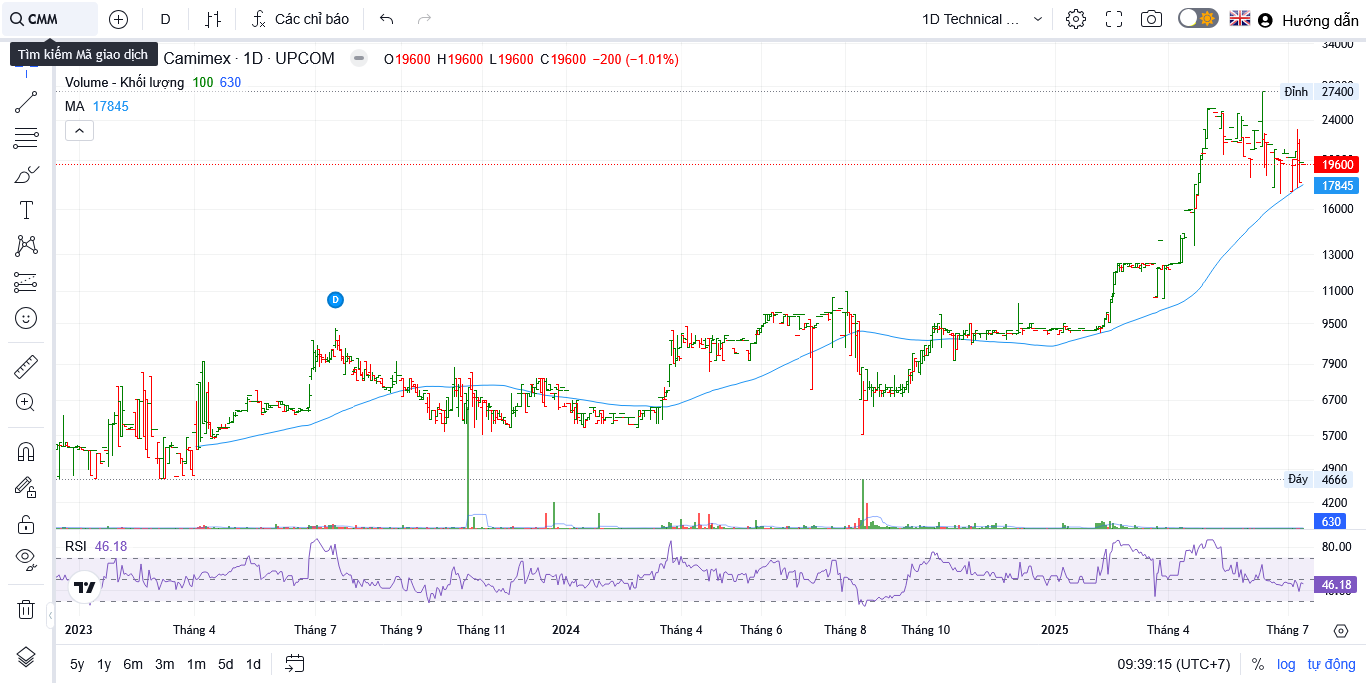 CMM D Các chỉ báo 1D Technical ... Hướng dẫn
Tìm kiếm Mã giao dịch
Camimex · 1D · UPCOM O19600 H19600 L19600 C19600 −200 (−1.01%)
Volume - Khối lượng 100 630
MA 17845
34000
Đỉnh 27400
24000
19600
17845
16000
13000
11000
D
9500
7900
6700
5700
4900
Đáy 4666
4200
630
RSI 46.18
80.00
46.18
2023 Tháng 4 Tháng 7 Tháng 9 Tháng 11 2024 Tháng 4 Tháng 6 Tháng 8 Tháng 10 2025 Tháng 4 Tháng 7
5y 1y 6m 3m 1m 5d 1d 09:39:15 (UTC+7) % log tự động